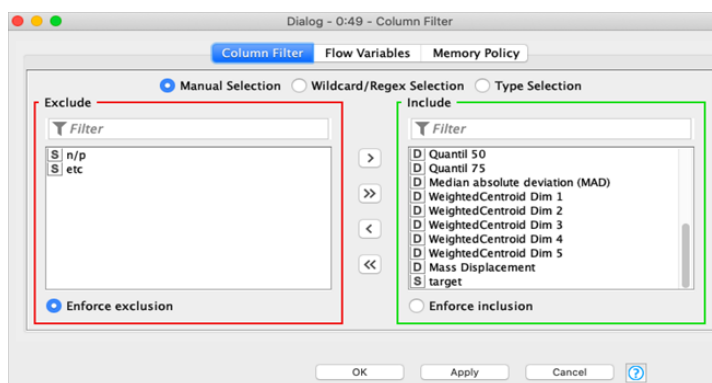 Dialog - 0:49 - Column Filter
Column Filter Flow Variables Memory Policy
Manual Selection Wildcard/Regex Selection Type Selection
Exclude
Filter
S n/p
S etc
Enforce exclusion
>
>>
<
<<
Include
Filter
D Quantil 50
D Quantil 75
D Median absolute deviation (MAD)
D WeightedCentroid Dim 1
D WeightedCentroid Dim 2
D WeightedCentroid Dim 3
D WeightedCentroid Dim 4
D WeightedCentroid Dim 5
D Mass Displacement
S target
Enforce inclusion
OK Apply Cancel ?